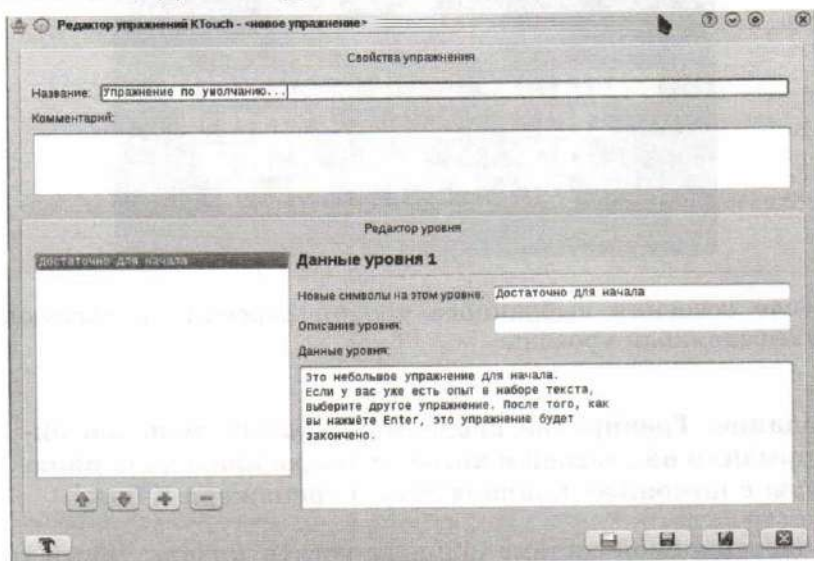 Редактор упражнений KTouch - <новое упражнение>
Свойства упражнения
Название: Упражнение по умолчанию...
Комментарий:
Редактор уровня
достаточно для начала
Данные уровня 1
Новые символы на этом уровне: Достаточно для начала
Описание уровня:
Данные уровня:
Это небольшое упражнение для начала.
Если у вас уже есть опыт в наборе текста,
выберите другое упражнение. После того, как
вы нажмёте Enter, это упражнение будет
закончено.